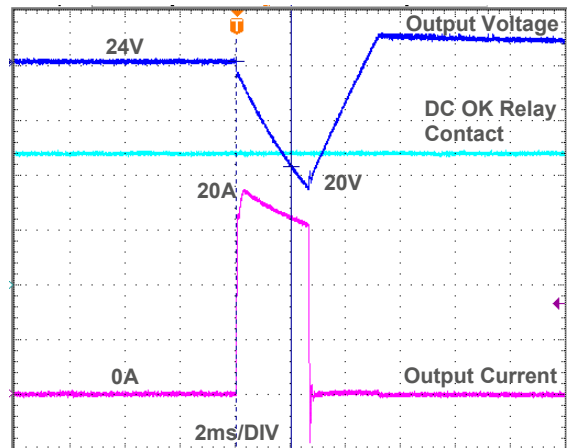 T
Output Voltage
24V
DC OK Relay
Contact
20A
20V
0A
Output Current
2ms/DIV